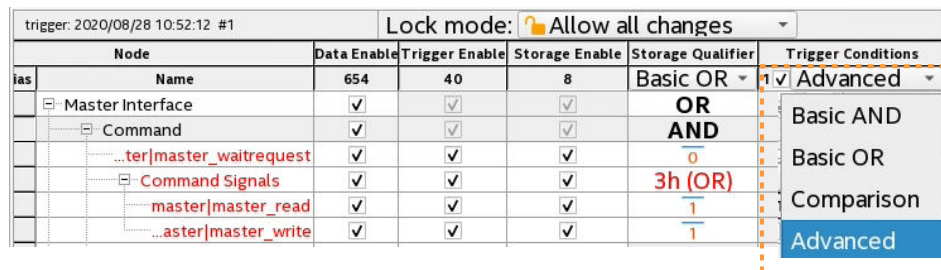 trigger: 2020/08/28 10:52:12 #1 Lock mode: Allow all changes
Node Data Enable Trigger Enable Storage Enable Storage Qualifier Trigger Conditions
ias Name 654 40 8 Basic OR 1 Advanced
Master Interface OR
Command AND
...ter|master_waitrequest 0
Command Signals 3h (OR)
master|master_read 1
...aster|master_write 1
Basic AND
Basic OR
Comparison
Advanced